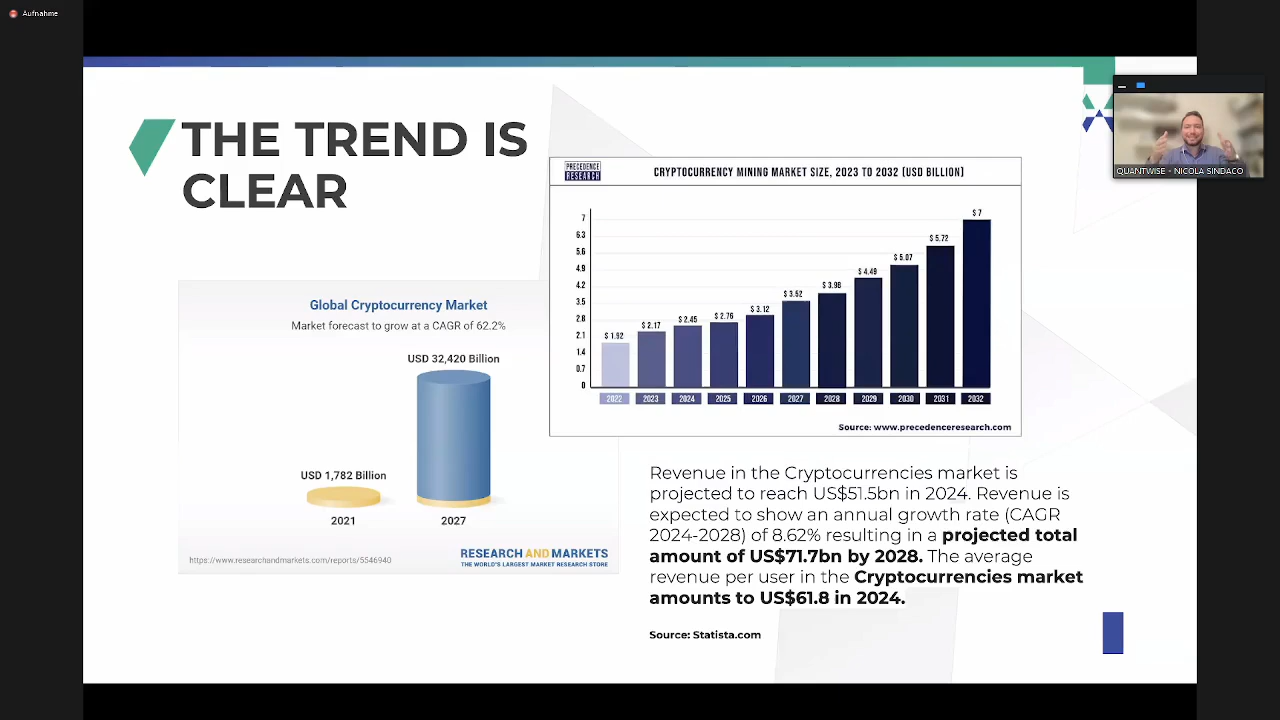 Aufnahme
THE TREND IS
CLEAR
PRECEDENCE
RESEARCH
CRYPTOCURRENCY MINING MARKET SIZE, 2023 TO 2032 (USD BILLION)
7
6.3
5.6
4.9
4.2
3.5
2.8
2.1
1.4
0.7
0
$ 1.92
$ 2.17
$ 2.45
$ 2.76
$ 3.12
$ 3.52
$ 3.98
$ 4.49
$ 5.07
$ 5.72
$ 7
2022 2023 2024 2025 2026 2027 2028 2029 2030 2031 2032
Source: www.precedenceresearch.com
QUANTWISE - NICOLA SINDACO
Global Cryptocurrency Market
Market forecast to grow at a CAGR of 62.2%
USD 32,420 Billion
USD 1,782 Billion
2021 2027
https://www.researchandmarkets.com/reports/5546940
RESEARCH AND MARKETS
THE WORLD'S LARGEST MARKET RESEARCH STORE
Revenue in the Cryptocurrencies market is
projected to reach US$51.5bn in 2024. Revenue is
expected to show an annual growth rate (CAGR
2024-2028) of 8.62% resulting in a projected total
amount of US$71.7bn by 2028. The average
revenue per user in the Cryptocurrencies market
amounts to US$61.8 in 2024.
Source: Statista.com